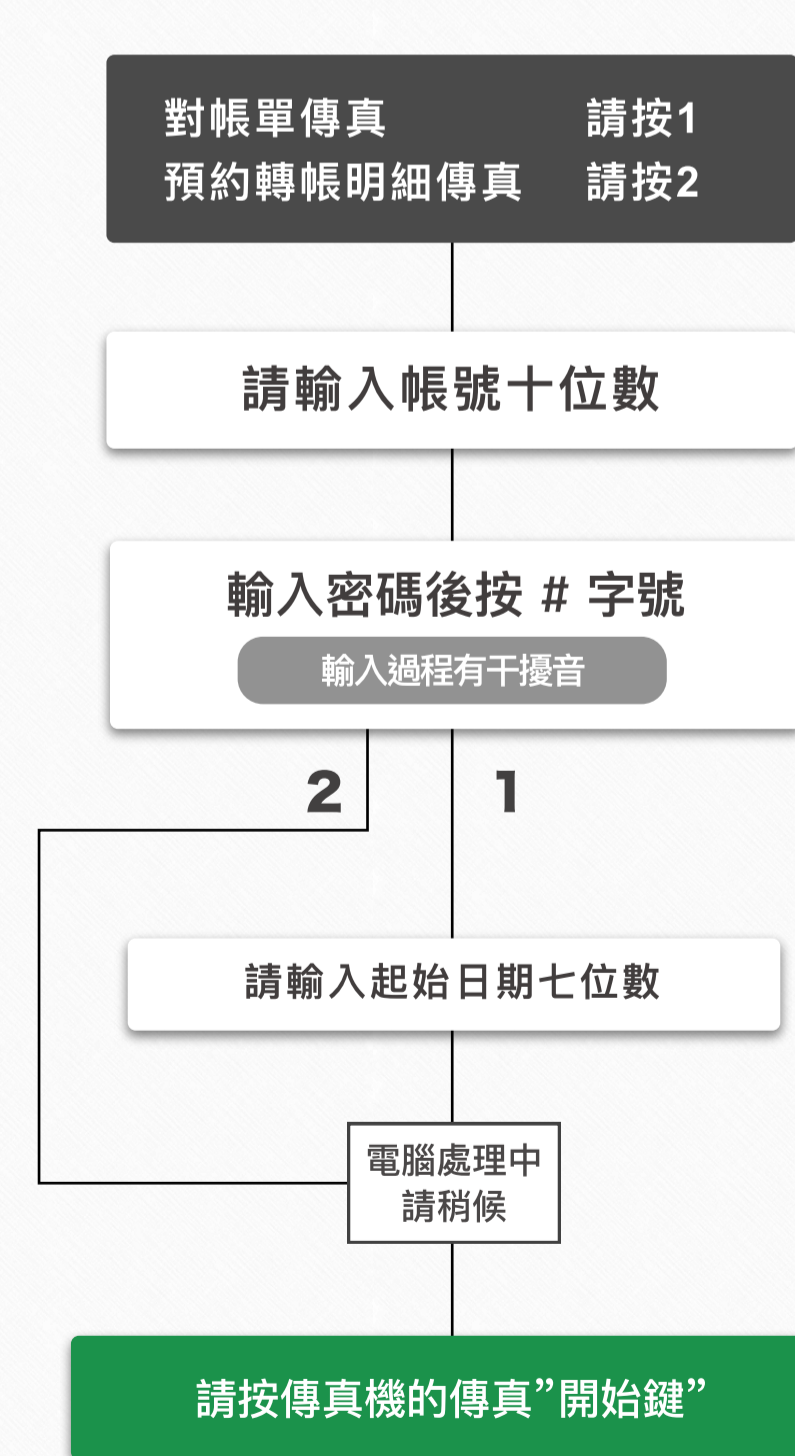 對帳單傳真 請按1
預約轉帳明細傳真 請按2
請輸入帳號十位數
輸入密碼後按 # 字號
輸入過程有干擾音
2 1
請輸入起始日期七位數
電腦處理中
請稍候
請按傳真機的傳真”開始鍵”